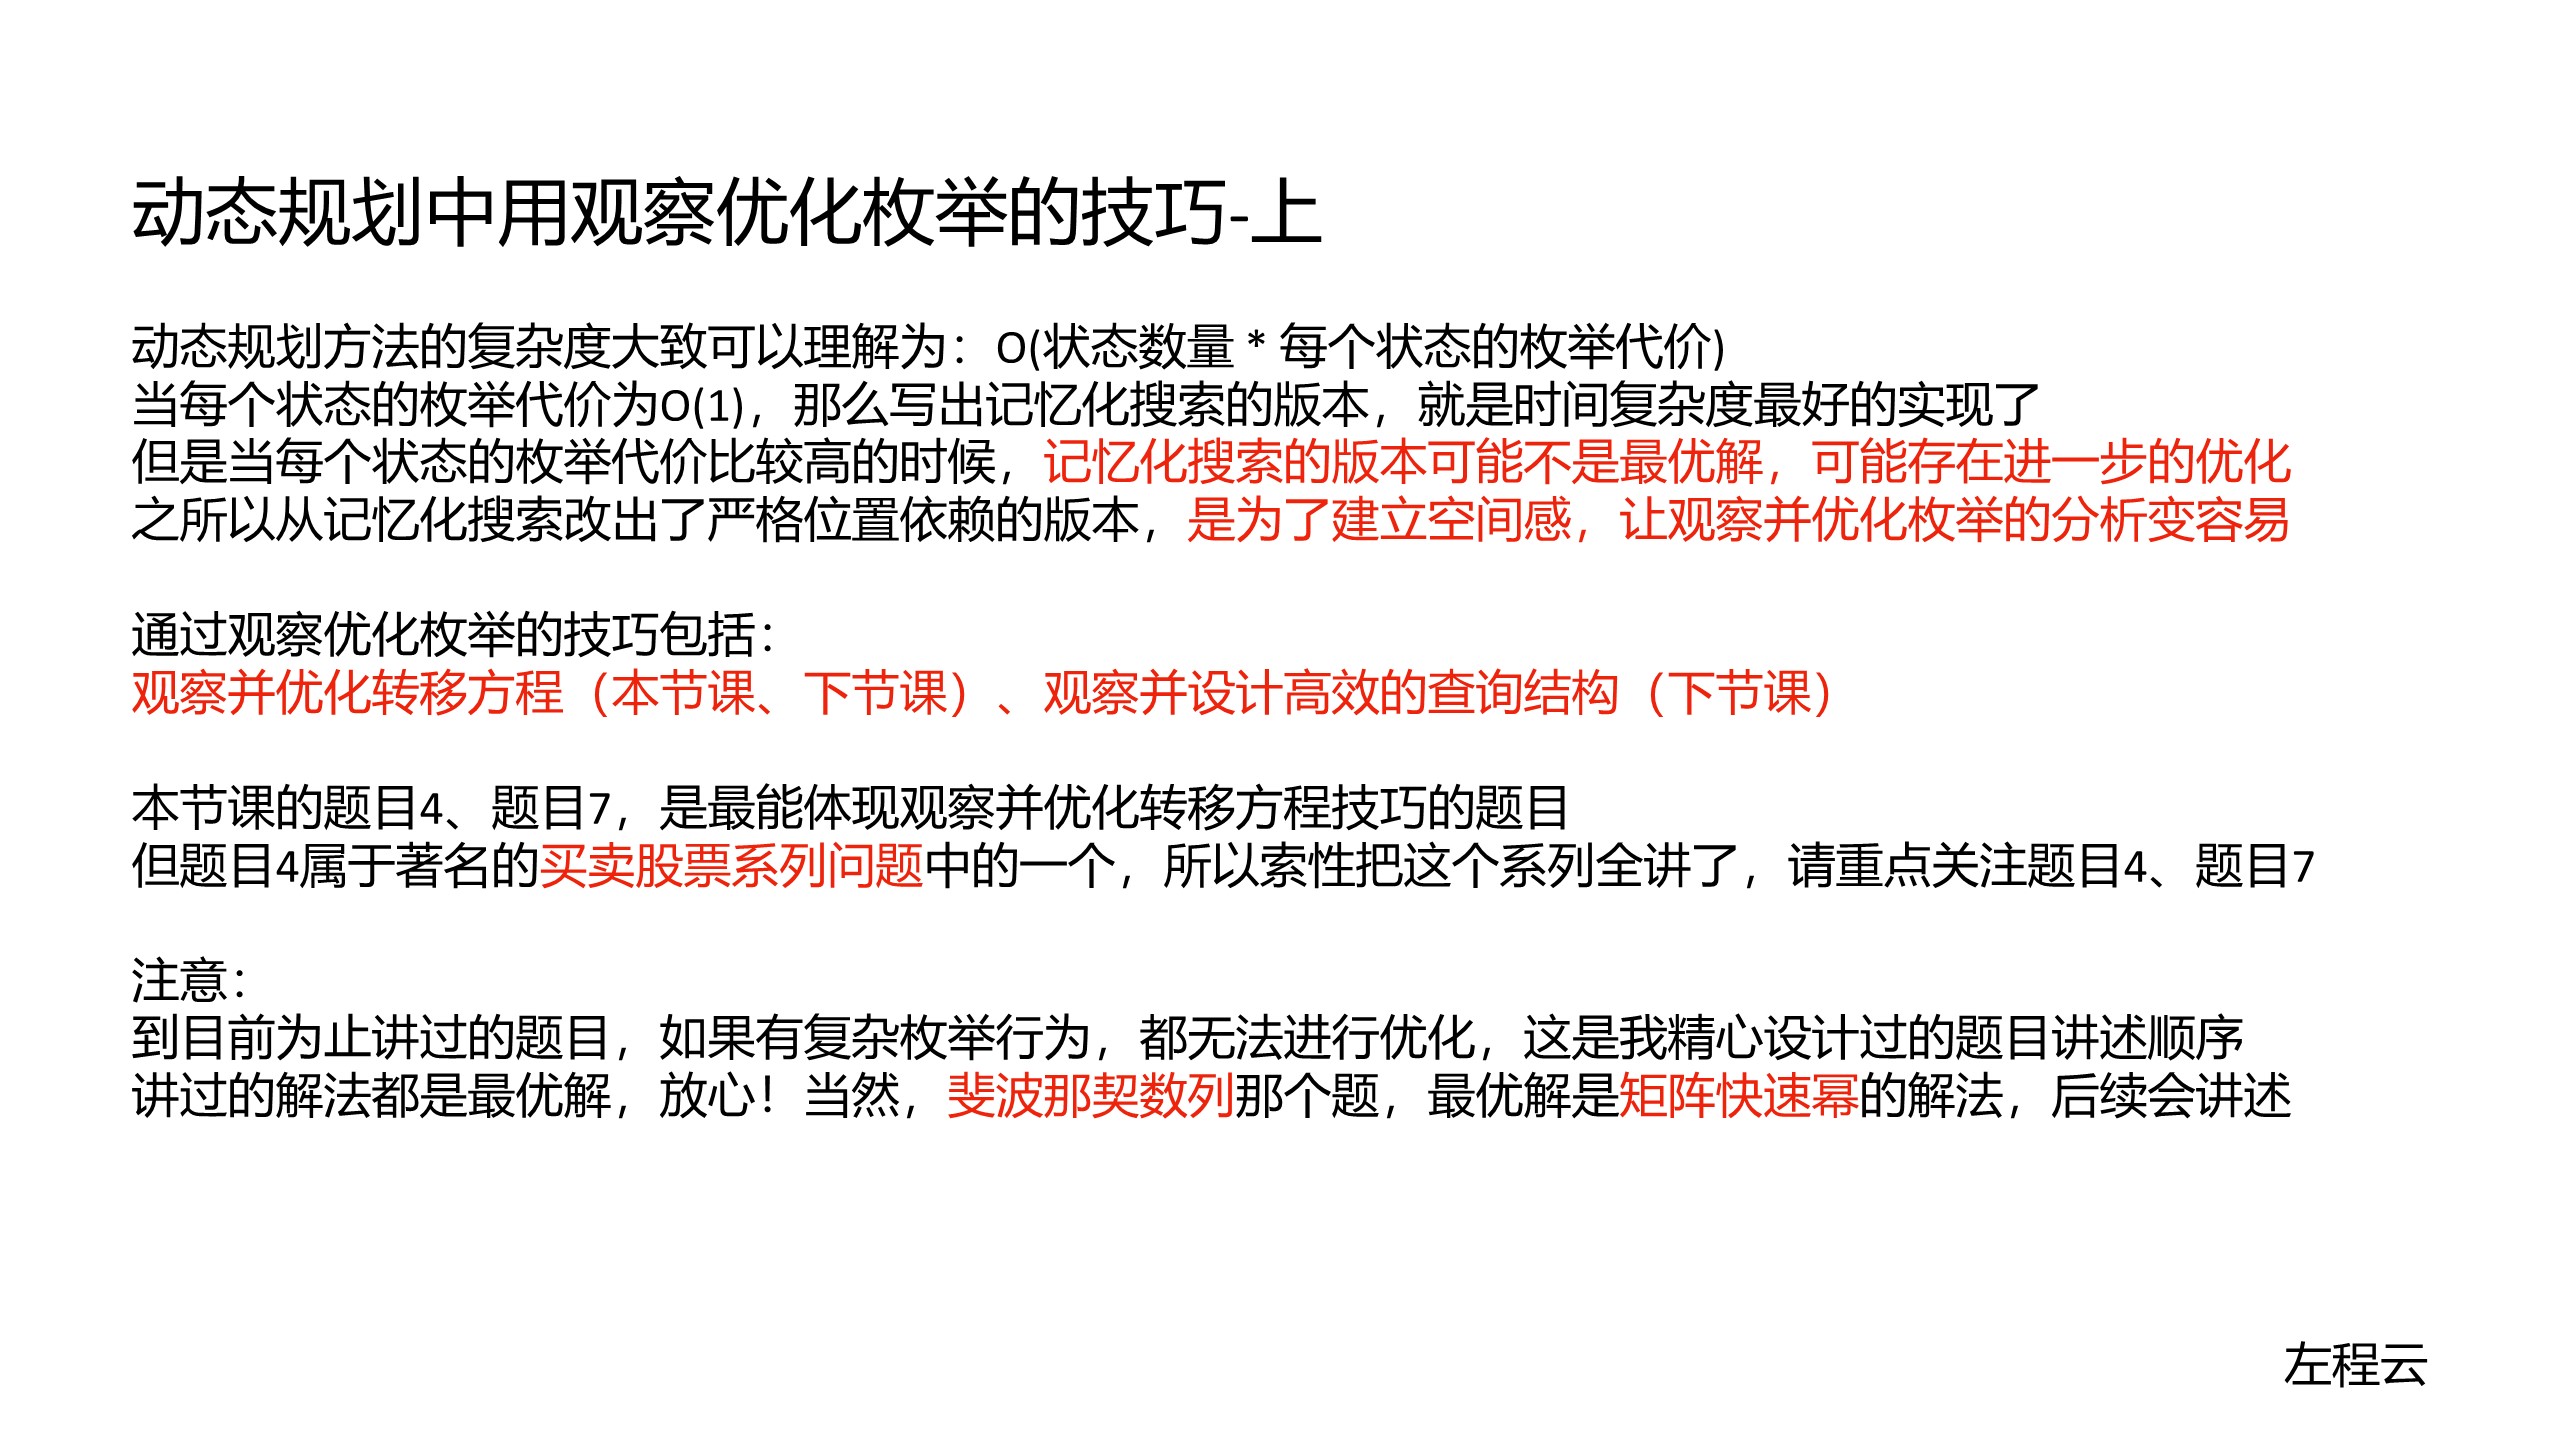 动态规划中用观察优化枚举的技巧-上
动态规划方法的复杂度大致可以理解为：O(状态数量 * 每个状态的枚举代价)
当每个状态的枚举代价为O(1)，那么写出记忆化搜索的版本，就是时间复杂度最好的实现了
但是当每个状态的枚举代价比较高的时候，记忆化搜索的版本可能不是最优解，可能存在进一步的优化
之所以从记忆化搜索改出了严格位置依赖的版本，是为了建立空间感，让观察并优化枚举的分析变容易
通过观察优化枚举的技巧包括：
观察并优化转移方程（本节课、下节课）、观察并设计高效的查询结构（下节课）
本节课的题目4、题目7，是最能体现观察并优化转移方程技巧的题目
但题目4属于著名的买卖股票系列问题中的一个，所以索性把这个系列全讲了，请重点关注题目4、题目7
注意：
到目前为止讲过的题目，如果有复杂枚举行为，都无法进行优化，这是我精心设计过的题目讲述顺序
讲过的解法都是最优解，放心！当然，斐波那契数列那个题，最优解是矩阵快速幂的解法，后续会讲述
左程云